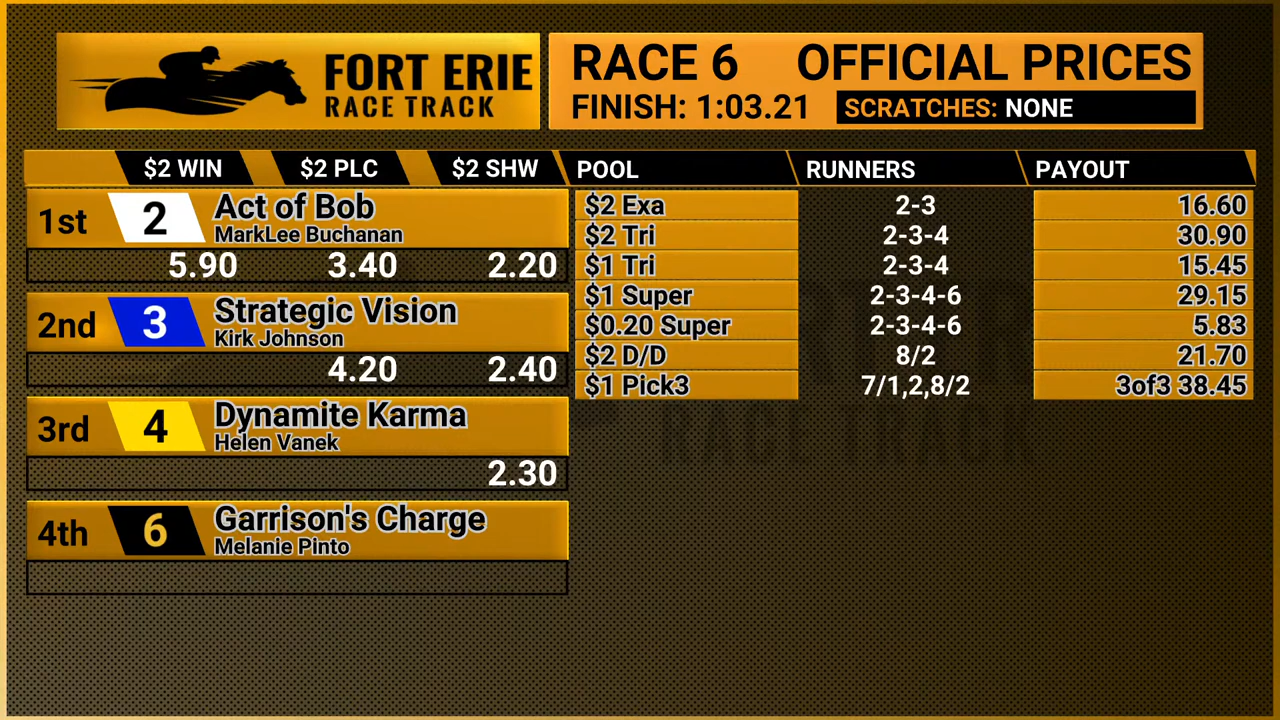 FORT ERIE
RACE TRACK
RACE 6 OFFICIAL PRICES
FINISH: 1:03.21 SCRATCHES: NONE
$2 WIN $2 PLC $2 SHW
1st 2 Act of Bob
MarkLee Buchanan
5.90 3.40 2.20
2nd 3 Strategic Vision
Kirk Johnson
4.20 2.40
3rd 4 Dynamite Karma
Helen Vanek
2.30
4th 6 Garrison's Charge
Melanie Pinto
POOL RUNNERS PAYOUT
$2 Exa 2-3 16.60
$2 Tri 2-3-4 30.90
$1 Tri 2-3-4 15.45
$1 Super 2-3-4-6 29.15
$0.20 Super 2-3-4-6 5.83
$2 D/D 8/2 21.70
$1 Pick3 7/1,2,8/2 3of3 38.45
RACE TRACK